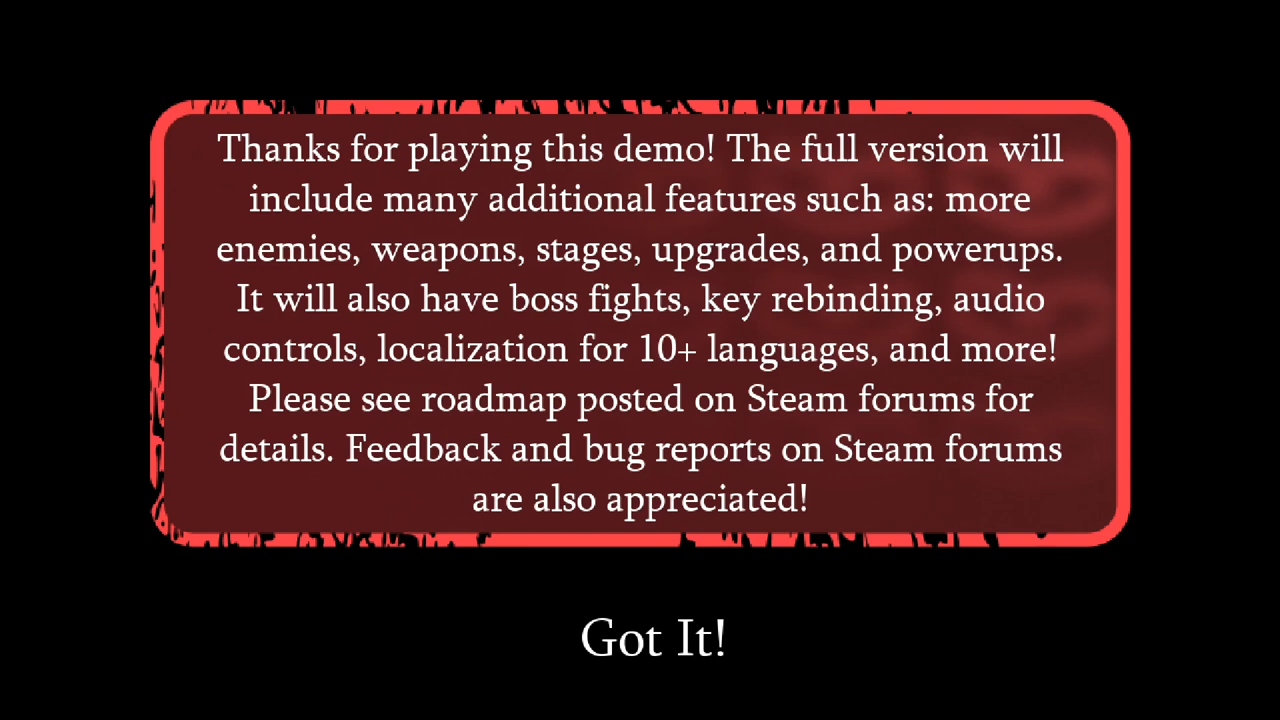 Thanks for playing this demo! The full version will
include many additional features such as: more
enemies, weapons, stages, upgrades, and powerups.
It will also have boss fights, key rebinding, audio
controls, localization for 10+ languages, and more!
Please see roadmap posted on Steam forums for
details. Feedback and bug reports on Steam forums
are also appreciated!
Got It!